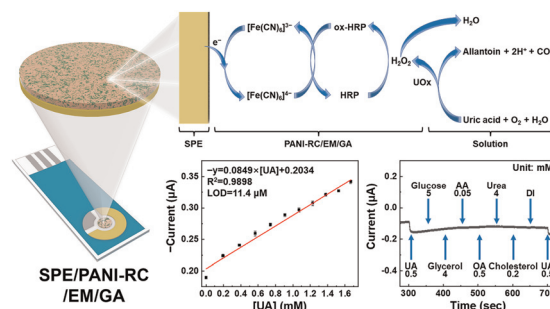 H₂O
e⁻
[Fe(CN)₆]³⁻
ox-HRP
H₂O₂
Allantoin + 2H⁺ + CO
UOx
[Fe(CN)₆]⁴⁻
HRP
Uric acid + O₂ + H₂O
SPE
PANI-RC/EM/GA
Solution
SPE/PANI-RC
/EM/GA
−y=0.0849×[UA]+0.2034
R²=0.9898
LOD=11.4 μM
−Current (μA)
0.35
0.30
0.25
0.20
0.0 0.2 0.4 0.6 0.8 1.0 1.2 1.4 1.6
[UA] (mM)
Unit: mM
Glucose
5
AA
0.05
Urea
4
DI
Current (μA)
0.2
0.0
-0.2
-0.4
UA
0.5
Glycerol
4
OA
0.5
Cholesterol
0.2
UA
0.5
300 400 500 600 700
Time (sec)